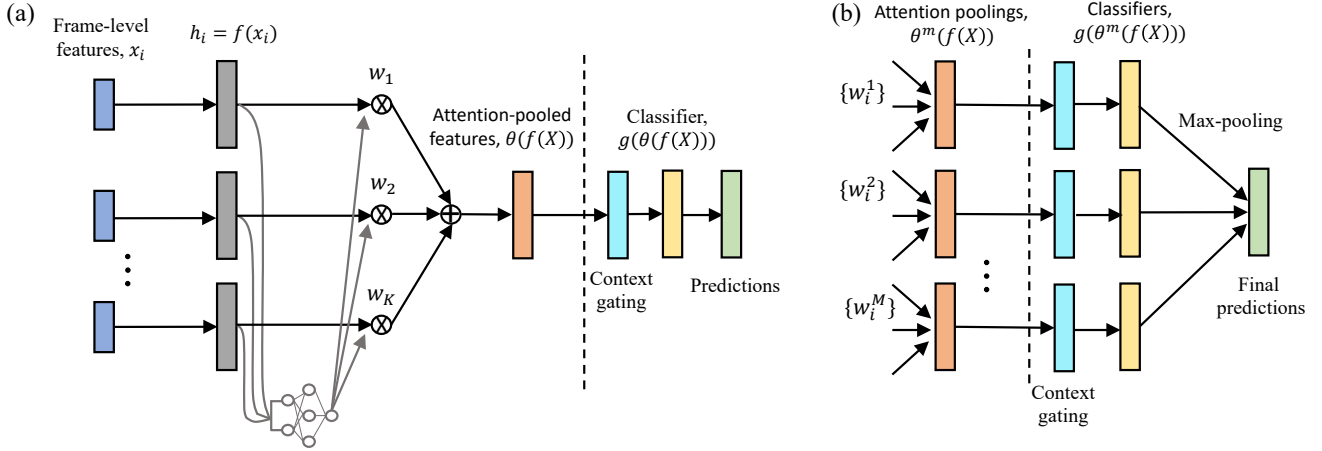 (a)
Frame-level
features, x_i
h_i = f(x_i)
w_1
w_2
w_K
Attention-pooled
features, θ(f(X))
Classifier,
g(θ(f(X)))
Context
gating
Predictions
(b)
Attention poolings,
θ^m(f(X))
Classifiers,
g(θ^m(f(X)))
{w_i^1}
{w_i^2}
{w_i^M}
Max-pooling
Context
gating
Final
predictions